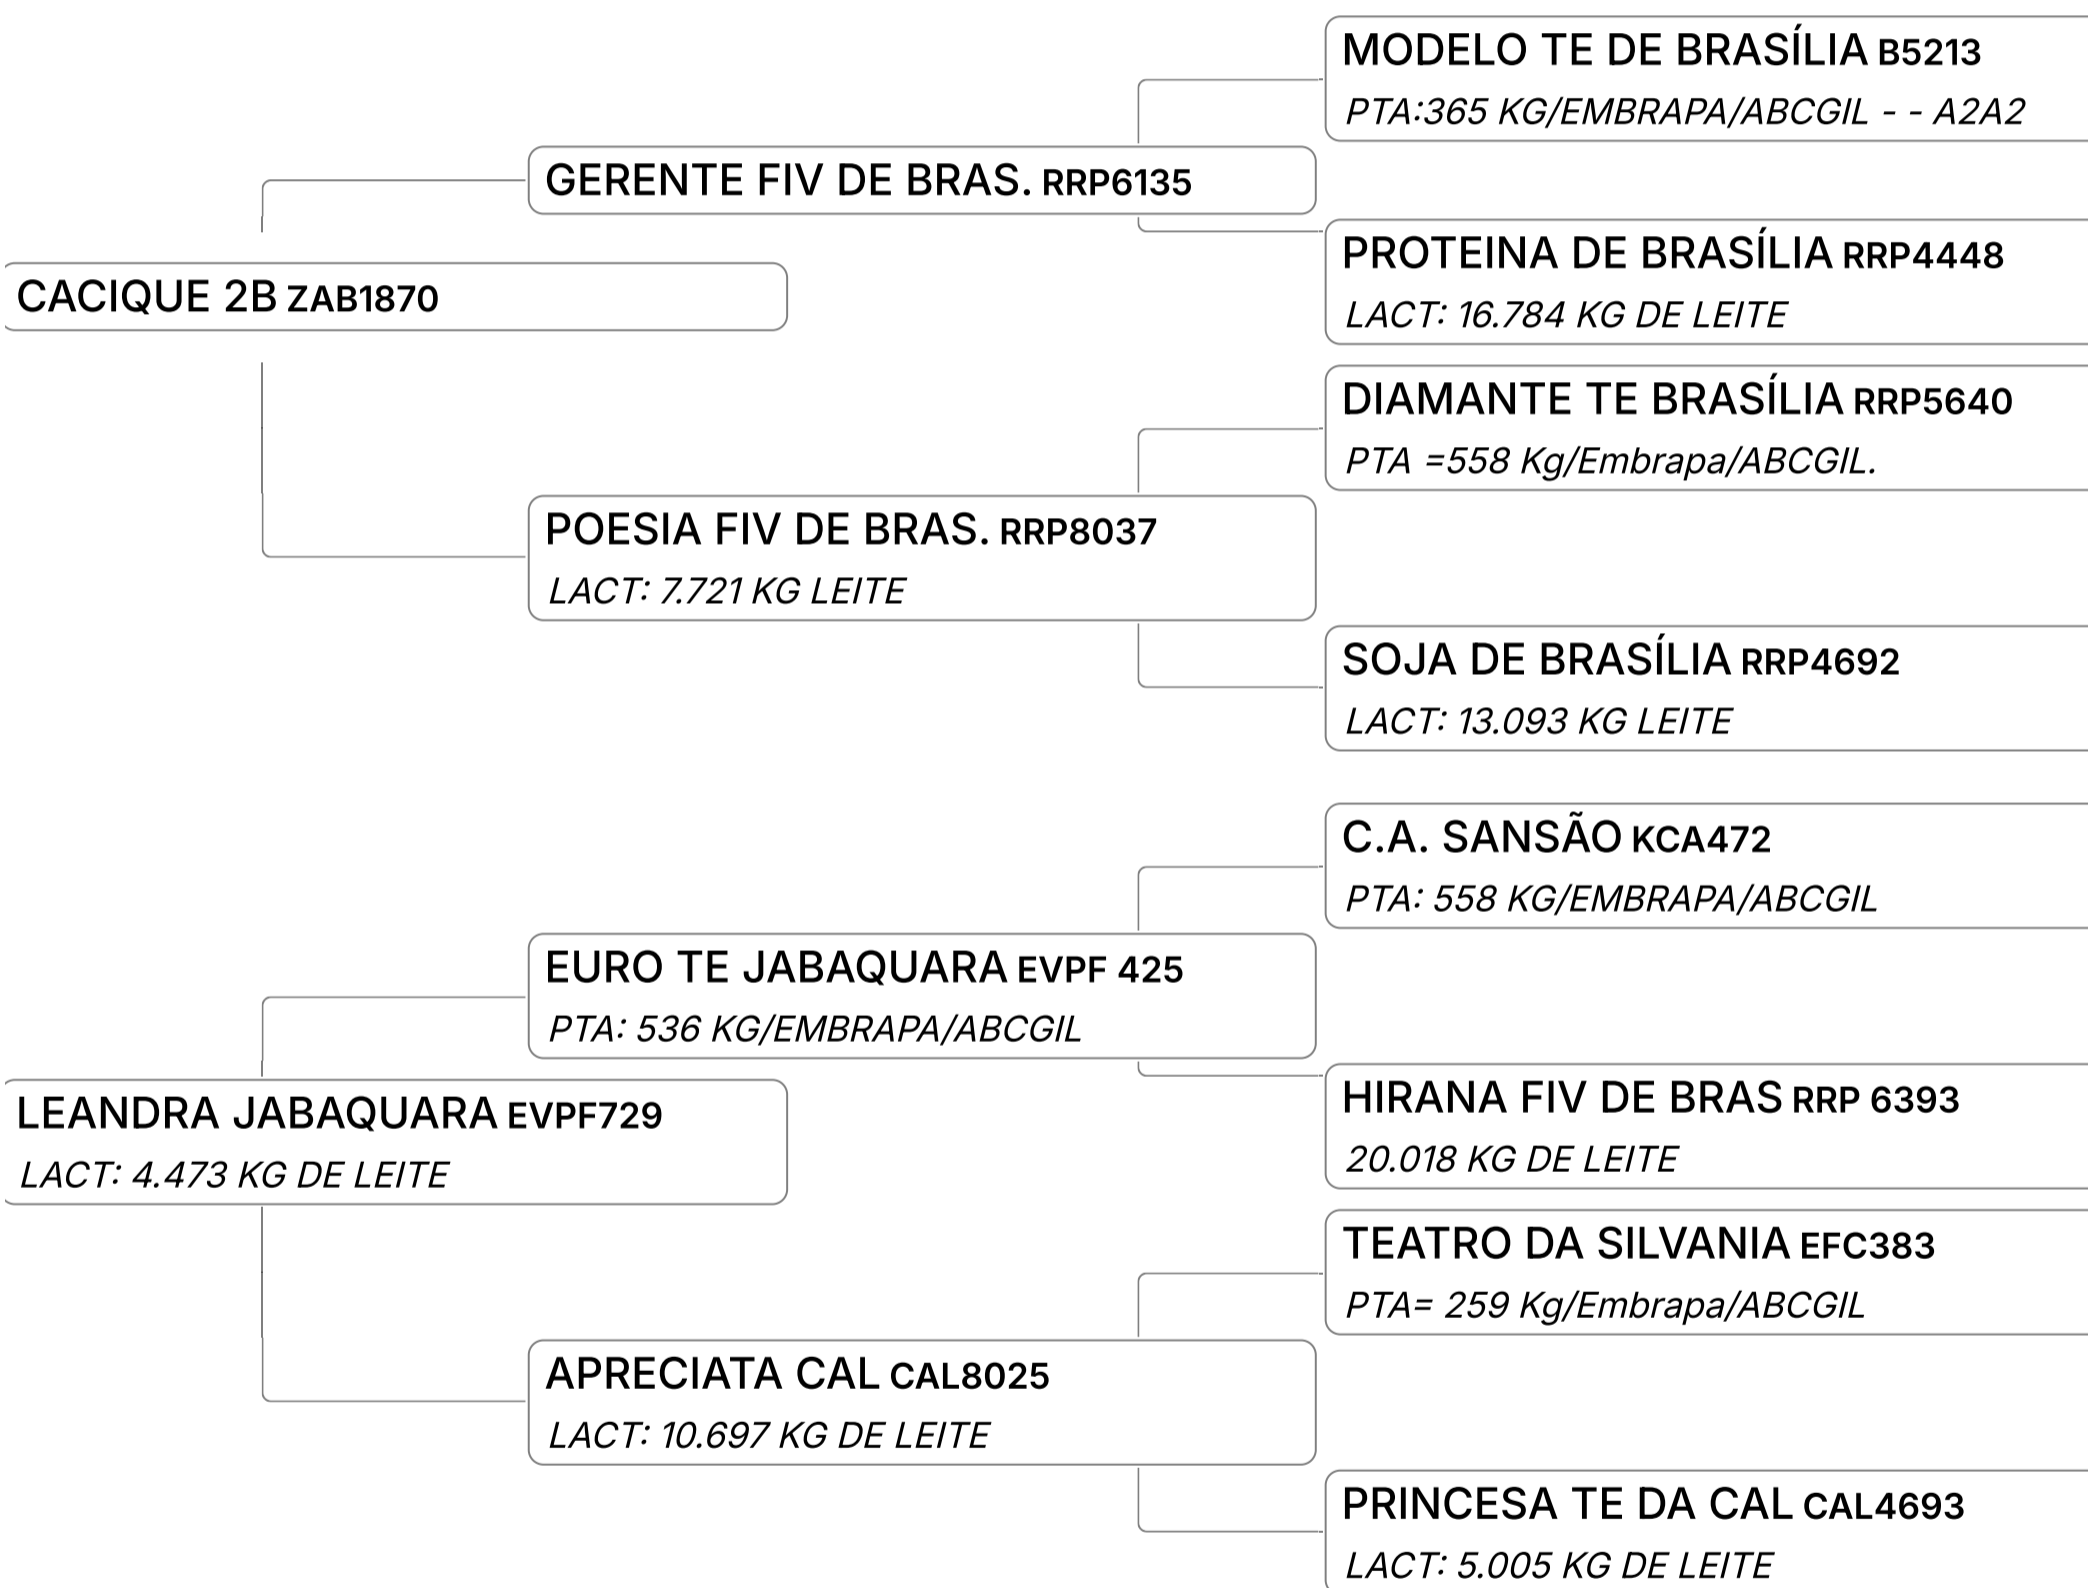 MODELO TE DE BRASÍLIA B5213
PTA:365 KG/EMBRAPA/ABCGIL - - A2A2
GERENTE FIV DE BRAS. RRP6135
PROTEINA DE BRASÍLIA RRP4448
LACT: 16.784 KG DE LEITE
CACIQUE 2B ZAB1870
DIAMANTE TE BRASÍLIA RRP5640
PTA =558 Kg/Embrapa/ABCGIL.
POESIA FIV DE BRAS. RRP8037
LACT: 7.721 KG LEITE
SOJA DE BRASÍLIA RRP4692
LACT: 13.093 KG LEITE
C.A. SANSÃO KCA472
PTA: 558 KG/EMBRAPA/ABCGIL
EURO TE JABAQUARA EVPF 425
PTA: 536 KG/EMBRAPA/ABCGIL
HIRANA FIV DE BRAS RRP 6393
20.018 KG DE LEITE
LEANDRA JABAQUARA EVPF729
LACT: 4.473 KG DE LEITE
TEATRO DA SILVANIA EFC383
PTA= 259 Kg/Embrapa/ABCGIL
APRECIATA CAL CAL8025
LACT: 10.697 KG DE LEITE
PRINCESA TE DA CAL CAL4693
LACT: 5.005 KG DE LEITE